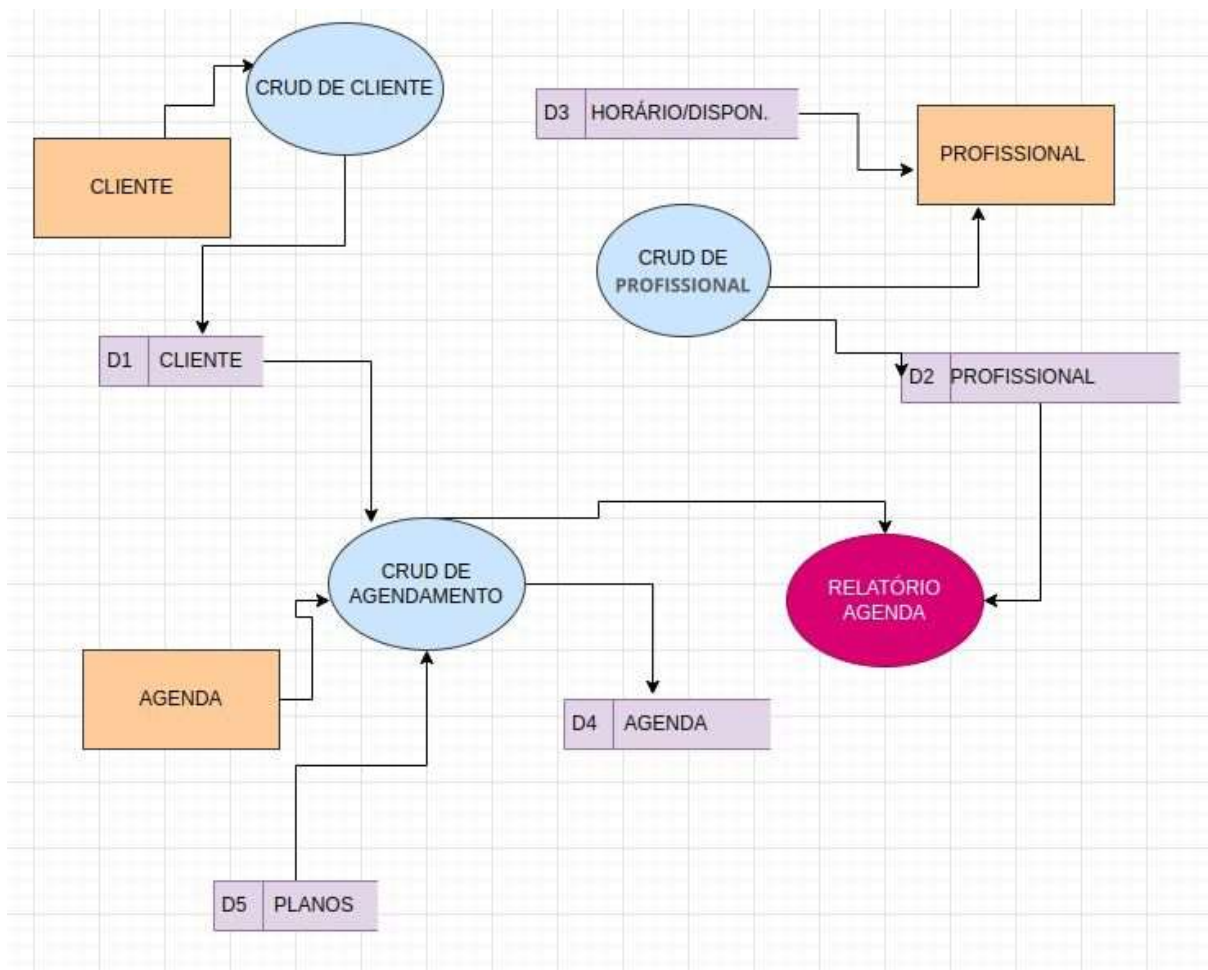 CRUD DE CLIENTE
D3 HORÁRIO/DISPON.
PROFISSIONAL
CLIENTE
CRUD DE
PROFISSIONAL
D1 CLIENTE
D2 PROFISSIONAL
CRUD DE
AGENDAMENTO
RELATÓRIO
AGENDA
AGENDA
D4 AGENDA
D5 PLANOS